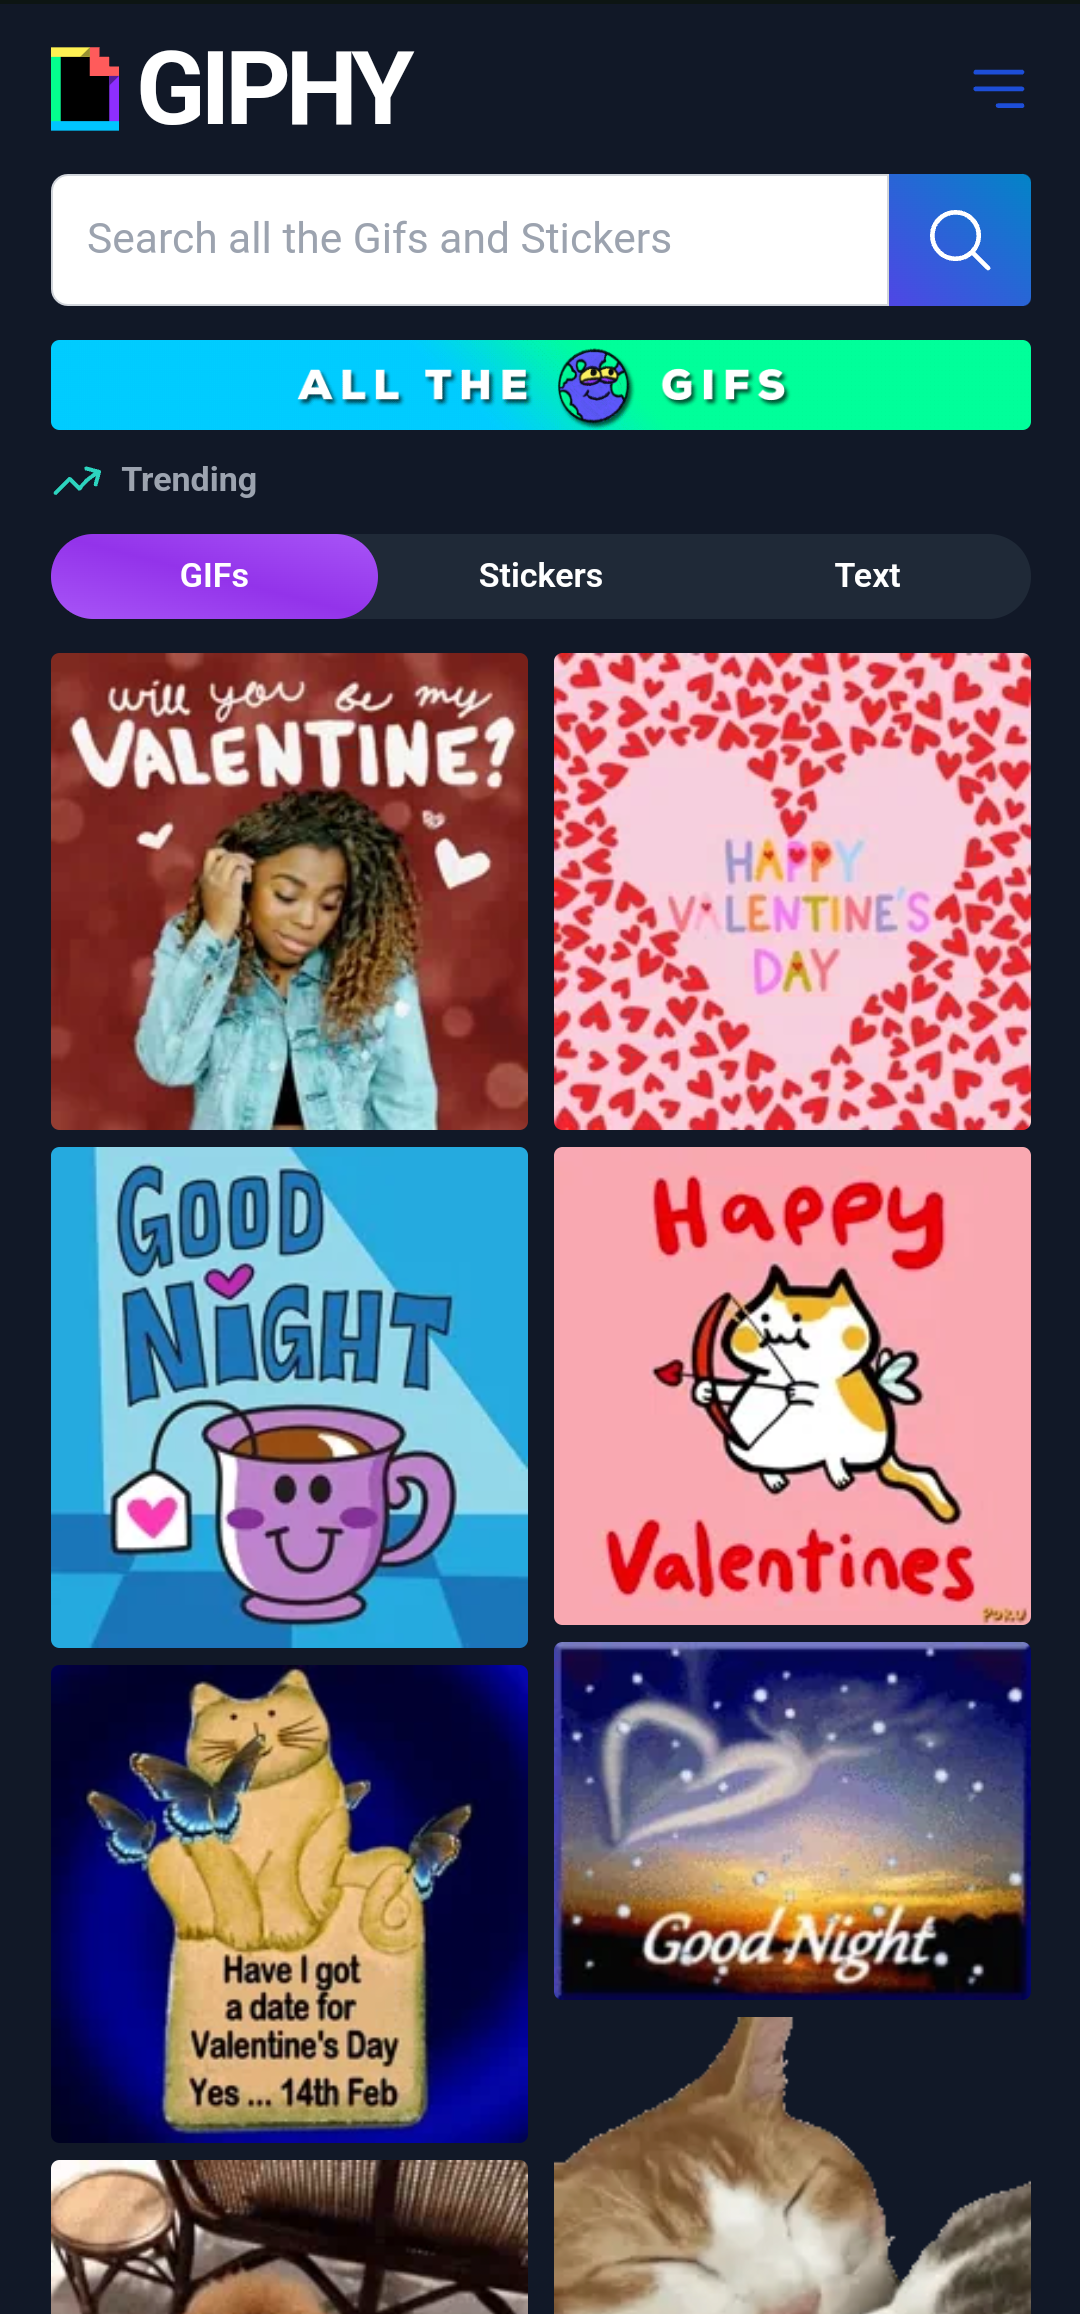 GIPHY
Search all the Gifs and Stickers
ALL THE GIFS
Trending
GIFs
Stickers
Text
will you be my
VALENTINE?
HAPPY
VALENTINE'S
DAY
GOOD
NiGHT
Happy
Valentines
POKU
Have I got
a date for
Valentine's Day
Yes ... 14th Feb
Good Night.